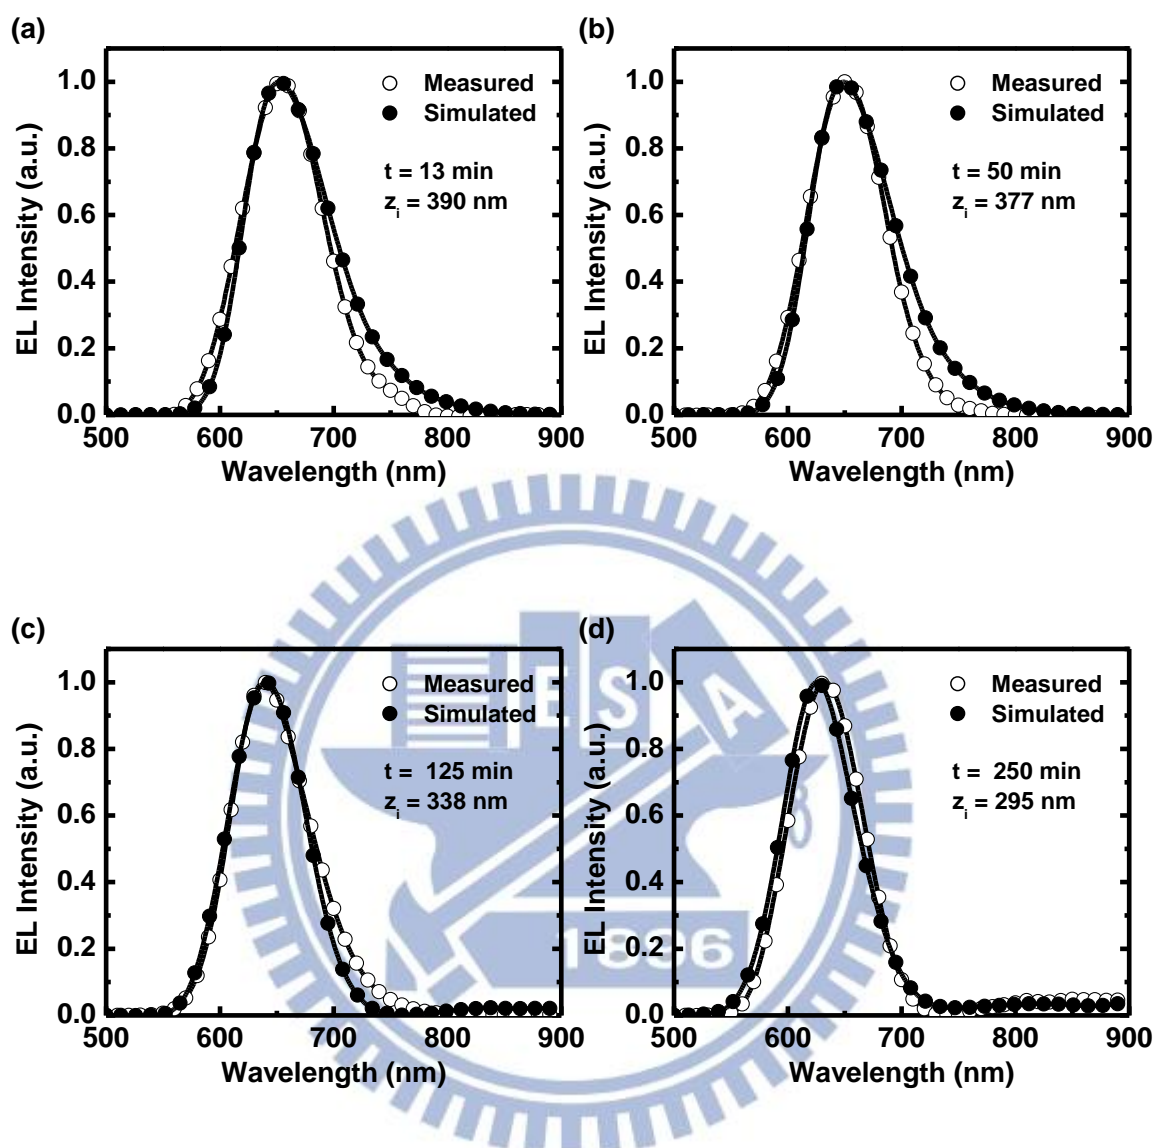 (a)
1.0
0.8
0.6
0.4
0.2
0.0
EL Intensity (a.u.)
Measured
Simulated
t = 13 min
z_i = 390 nm
500 600 700 800 900
Wavelength (nm)
(b)
1.0
0.8
0.6
0.4
0.2
0.0
EL Intensity (a.u.)
Measured
Simulated
t = 50 min
z_i = 377 nm
500 600 700 800 900
Wavelength (nm)
(c)
1.0
0.8
0.6
0.4
0.2
0.0
EL Intensity (a.u.)
Measured
Simulated
t = 125 min
z_i = 338 nm
500 600 700 800 900
Wavelength (nm)
(d)
1.0
0.8
0.6
0.4
0.2
0.0
EL Intensity (a.u.)
Measured
Simulated
t = 250 min
z_i = 295 nm
500 600 700 800 900
Wavelength (nm)
E S A
1896